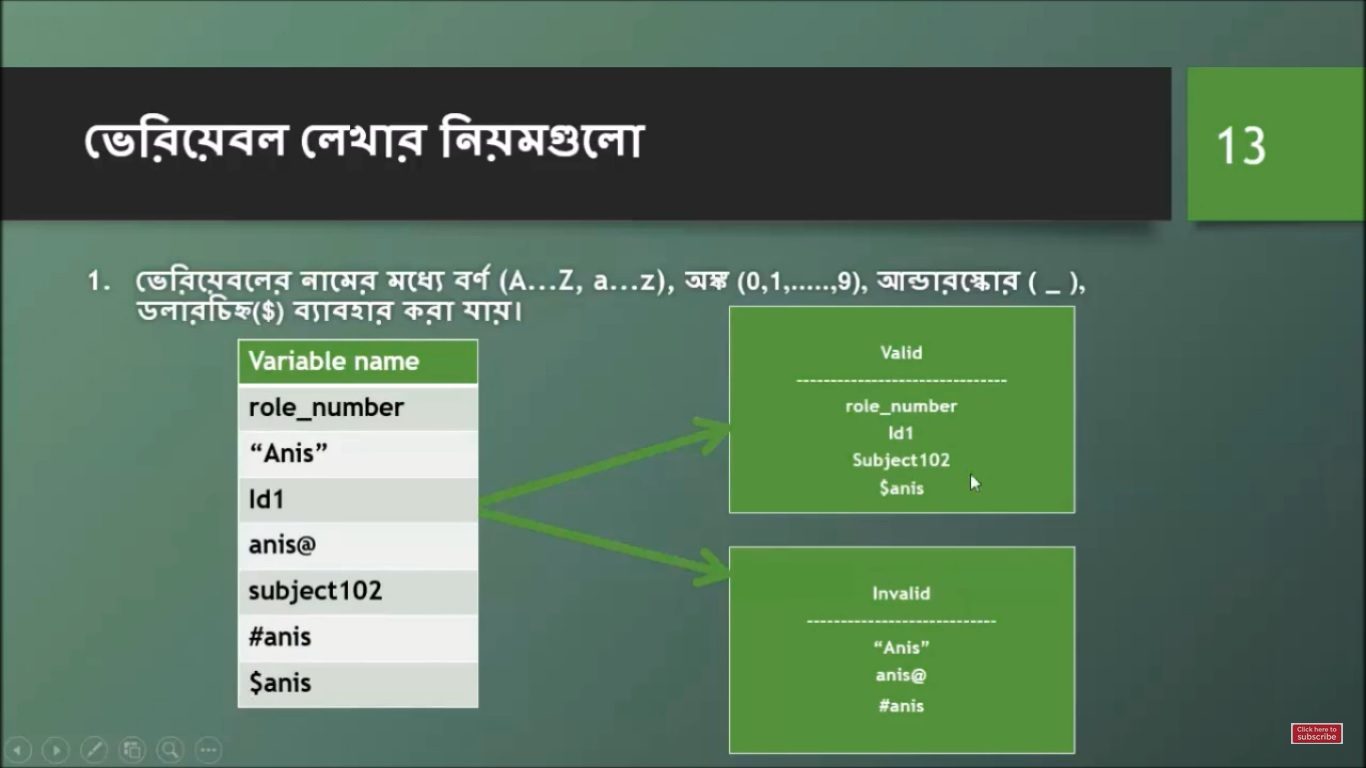 ভেরিয়েবল লেখার নিয়মগুলো
13
1. ভেরিয়েবলের নামের মধ্যে বর্ণ (A...Z, a...z), অঙ্ক (0,1,.....,9), আন্ডারস্কোর ( _ ),
ডলারচিহ্ন($) ব্যাবহার করা যায়।
Variable name
role_number
“Anis”
Id1
anis@
subject102
#anis
$anis
Valid
-------------------------------
role_number
Id1
Subject102
$anis
Invalid
----------------------------
“Anis”
anis@
#anis
Click here to
subscribe